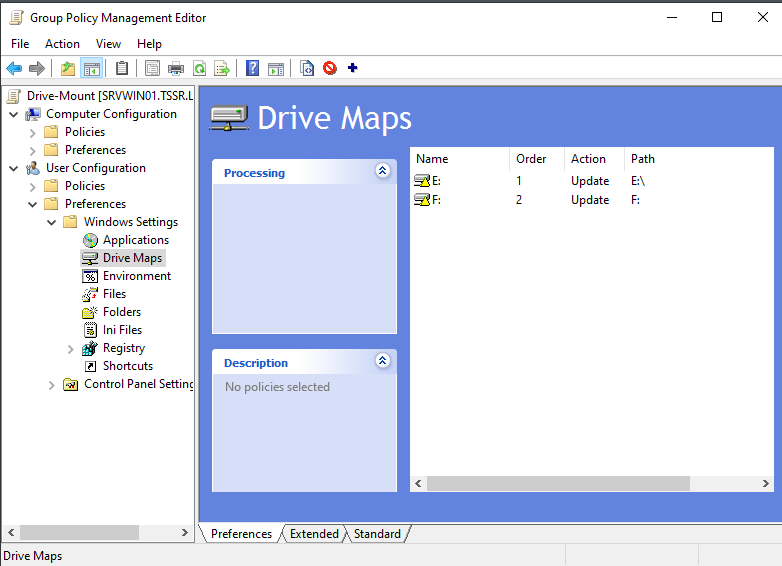 Group Policy Management Editor
File Action View Help
Drive-Mount [SRVWIN01.TSSR.L
Computer Configuration
Policies
Preferences
User Configuration
Policies
Preferences
Windows Settings
Applications
Drive Maps
Environment
Files
Folders
Ini Files
Registry
Shortcuts
Control Panel Setting
Drive Maps
Processing
Description
No policies selected
Name Order Action Path
E: 1 Update E:\
F: 2 Update F:
Preferences Extended Standard
Drive Maps